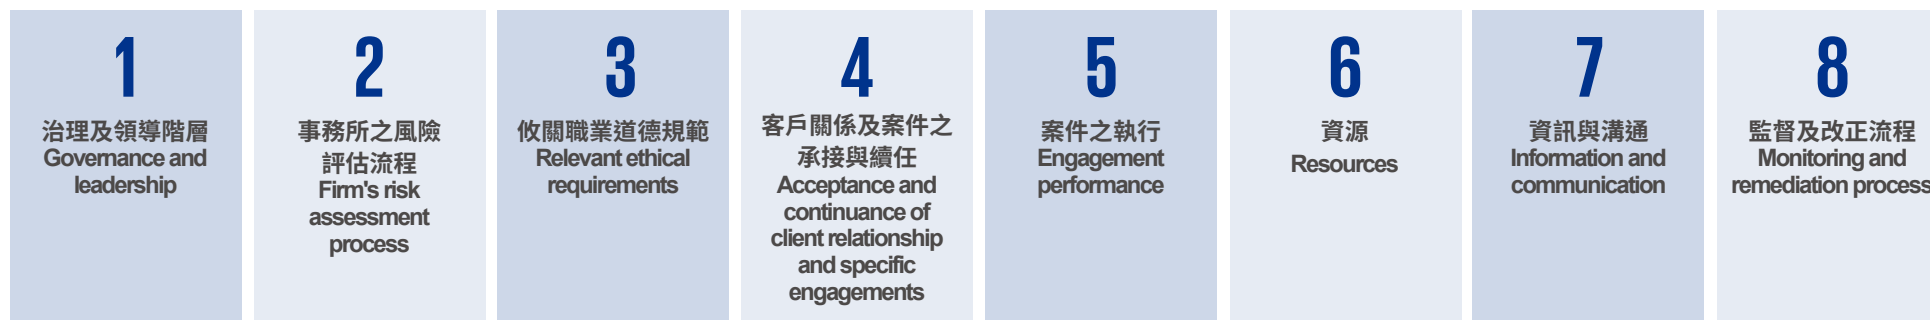 1
治理及領導階層
Governance and
leadership
2
事務所之風險
評估流程
Firm's risk
assessment
process
3
攸關職業道德規範
Relevant ethical
requirements
4
客戶關係及案件之
承接與續任
Acceptance and
continuance of
client relationship
and specific
engagements
5
案件之執行
Engagement
performance
6
資源
Resources
7
資訊與溝通
Information and
communication
8
監督及改正流程
Monitoring and
remediation process